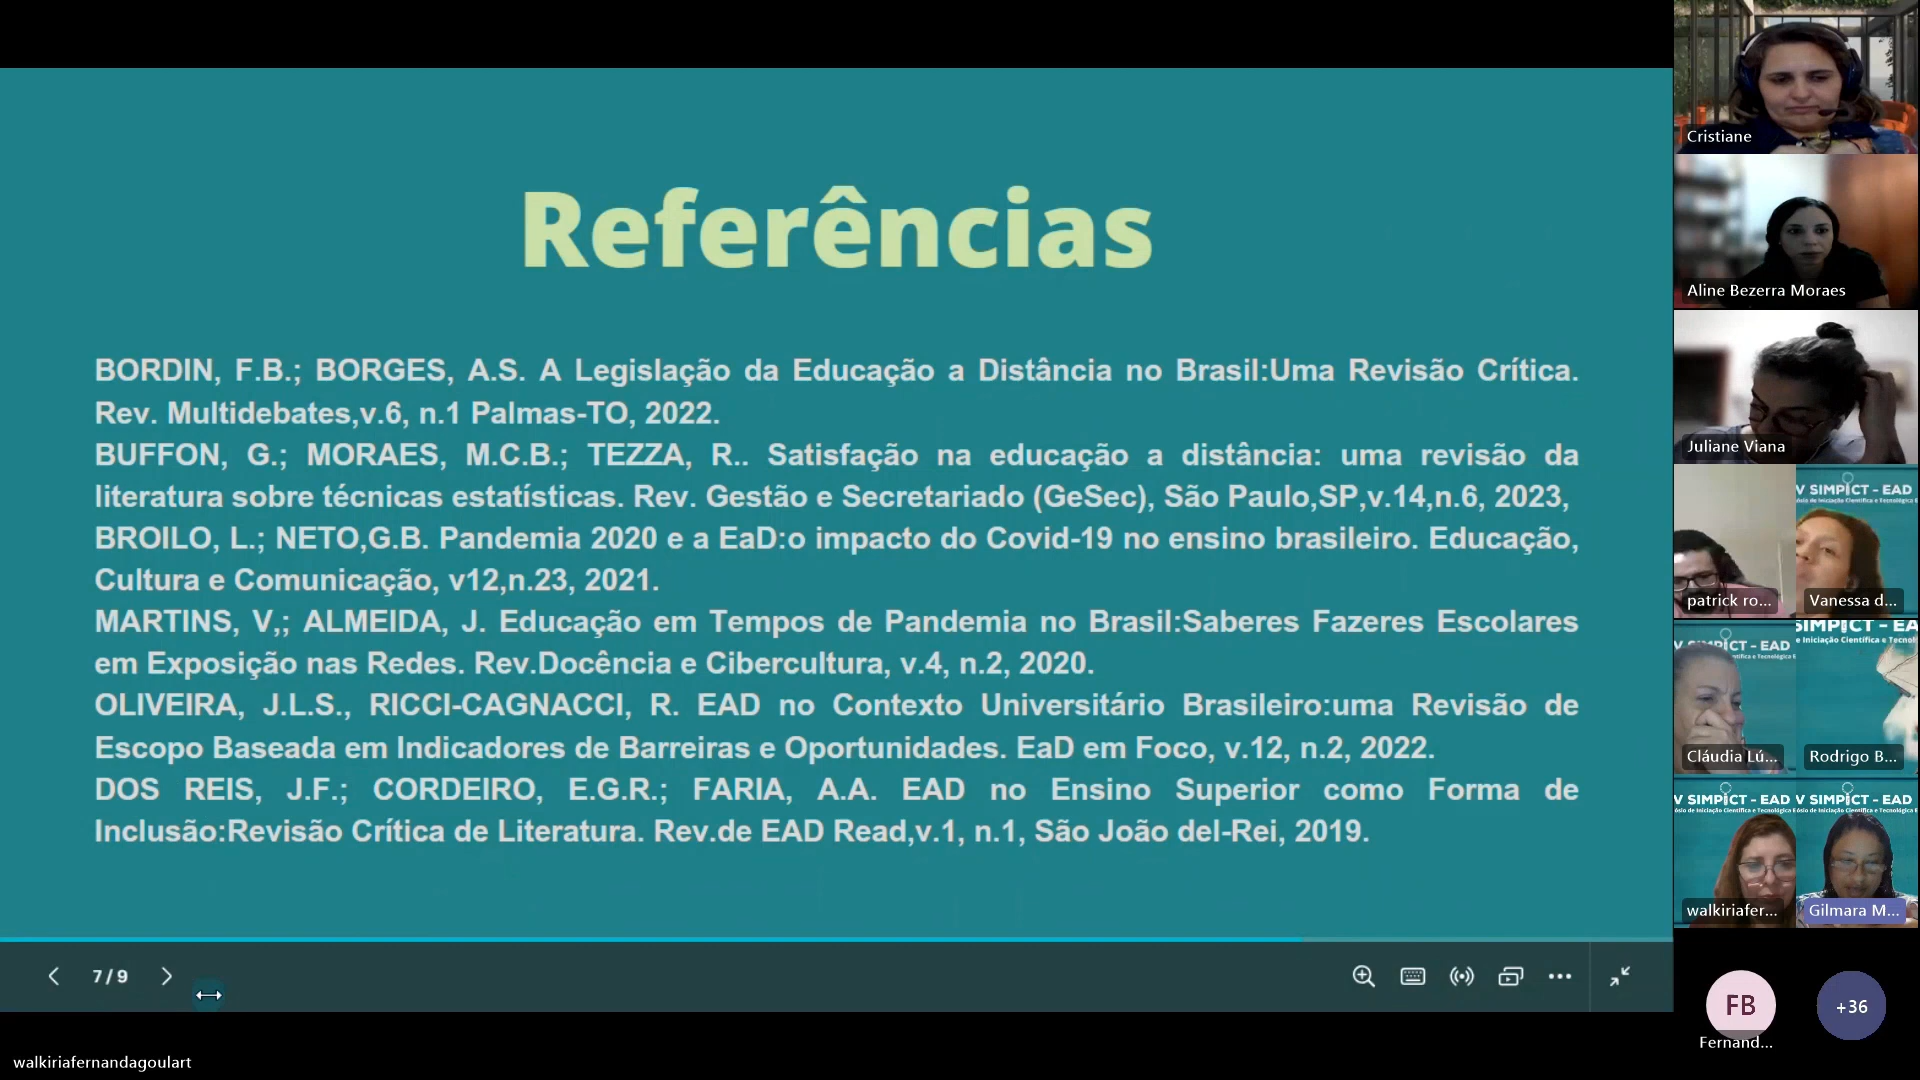 Referências
BORDIN, F.B.; BORGES, A.S. A Legislação da Educação a Distância no Brasil:Uma Revisão Crítica.
Rev. Multidebates,v.6, n.1 Palmas-TO, 2022.
BUFFON, G.; MORAES, M.C.B.; TEZZA, R.. Satisfação na educação a distância: uma revisão da
literatura sobre técnicas estatísticas. Rev. Gestão e Secretariado (GeSec), São Paulo,SP,v.14,n.6, 2023,
BROILO, L.; NETO,G.B. Pandemia 2020 e a EaD:o impacto do Covid-19 no ensino brasileiro. Educação,
Cultura e Comunicação, v12,n.23, 2021.
MARTINS, V,; ALMEIDA, J. Educação em Tempos de Pandemia no Brasil:Saberes Fazeres Escolares
em Exposição nas Redes. Rev.Docência e Cibercultura, v.4, n.2, 2020.
OLIVEIRA, J.L.S., RICCI-CAGNACCI, R. EAD no Contexto Universitário Brasileiro:uma Revisão de
Escopo Baseada em Indicadores de Barreiras e Oportunidades. EaD em Foco, v.12, n.2, 2022.
DOS REIS, J.F.; CORDEIRO, E.G.R.; FARIA, A.A. EAD no Ensino Superior como Forma de
Inclusão:Revisão Crítica de Literatura. Rev.de EAD Read,v.1, n.1, São João del-Rei, 2019.
7/9
walkiriafernandagoulart
Cristiane
Aline Bezerra Moraes
Juliane Viana
V SIMPICT - EAD
patrick ro...
Vanessa d...
V SIMPICT - EAD
SIMPICT - EA
e Iniciação Científica e Tecnol
Cláudia Lú...
Rodrigo B...
V SIMPICT - EAD
V SIMPICT - EAD
walkiriafer...
Gilmara M...
FB
+36
Fernand...